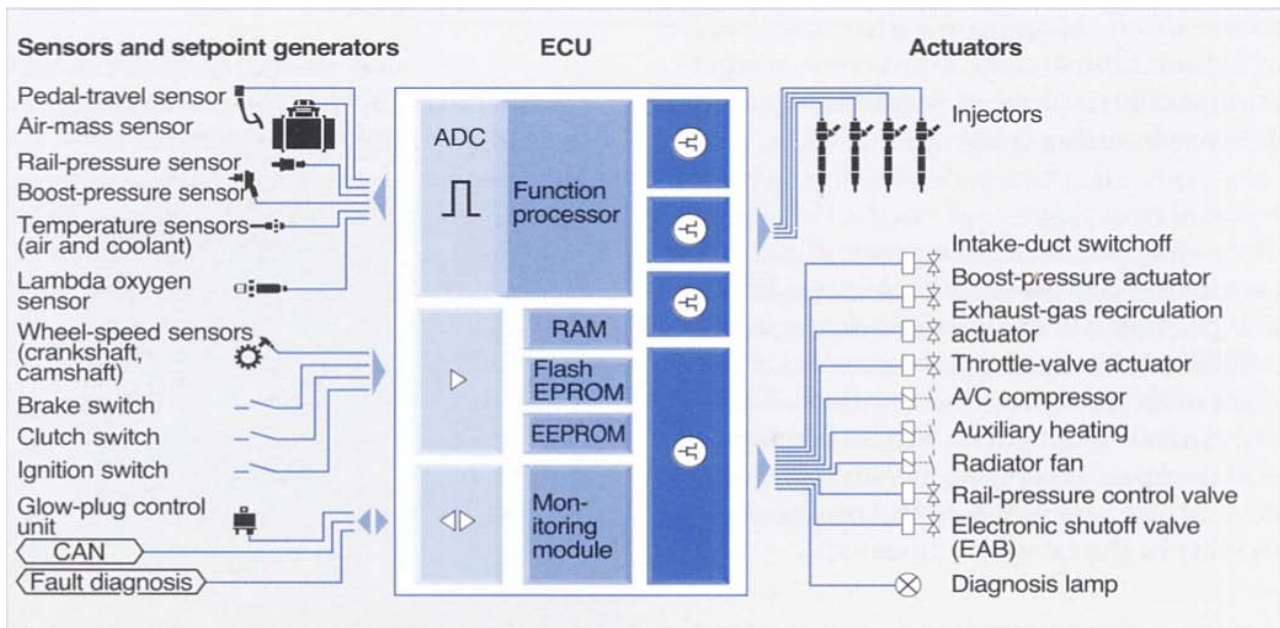 Sensors and setpoint generators
ECU
Actuators
Pedal-travel sensor
Air-mass sensor
Rail-pressure sensor
Boost-pressure sensor
Temperature sensors
(air and coolant)
Lambda oxygen
sensor
Wheel-speed sensors
(crankshaft,
camshaft)
Brake switch
Clutch switch
Ignition switch
Glow-plug control
unit
CAN
Fault diagnosis
ADC
Function
processor
RAM
Flash
EPROM
EEPROM
Mon-
itoring
module
Injectors
Intake-duct switchoff
Boost-pressure actuator
Exhaust-gas recirculation
actuator
Throttle-valve actuator
A/C compressor
Auxiliary heating
Radiator fan
Rail-pressure control valve
Electronic shutoff valve
(EAB)
Diagnosis lamp